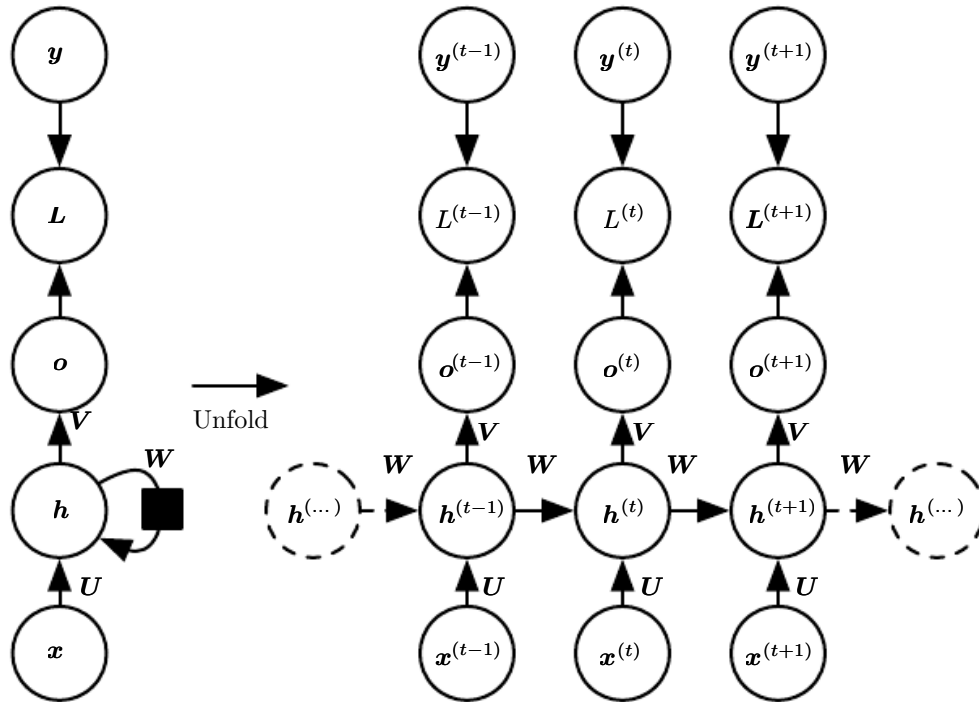 y y^(t−1) y^(t) y^(t+1)
L L^(t−1) L^(t) L^(t+1)
o o^(t−1) o^(t) o^(t+1)
Unfold
V V V V
W W W W W
h h^(...) h^(t−1) h^(t) h^(t+1) h^(...)
U U U U
x x^(t−1) x^(t) x^(t+1)